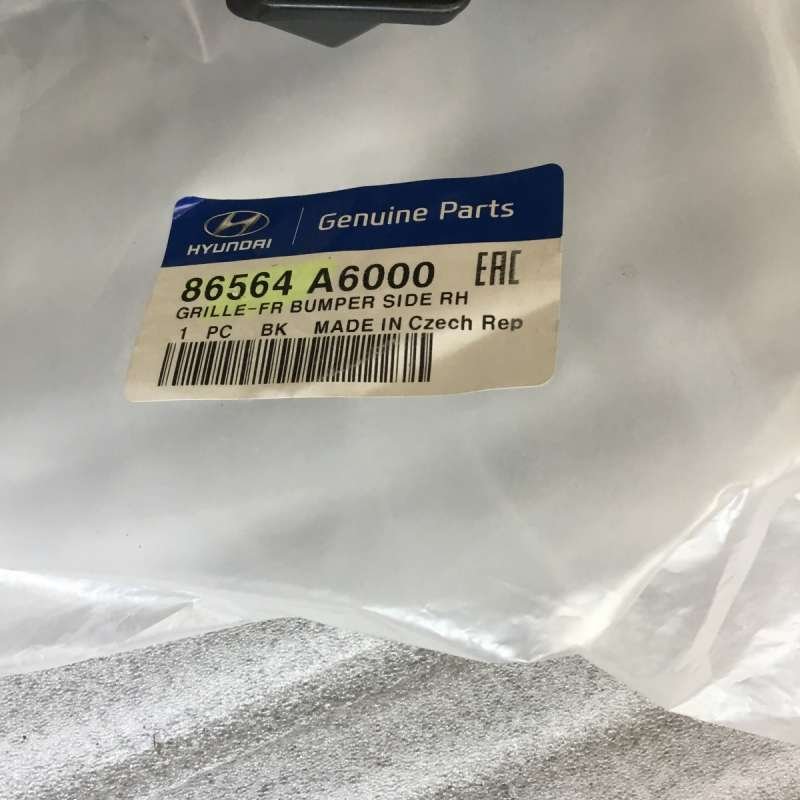 HYUNDAI
Genuine Parts
86564 A6000 EAC
GRILLE-FR BUMPER SIDE RH
1 PC BK MADE IN Czech Rep